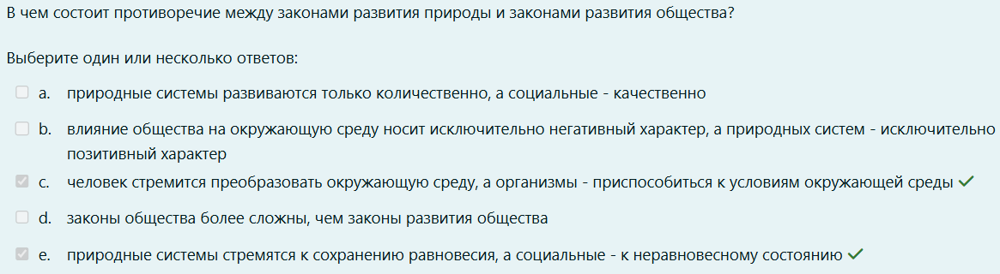 В чем состоит противоречие между законами развития природы и законами развития общества?
Выберите один или несколько ответов:
a. природные системы развиваются только количественно, а социальные - качественно
b. влияние общества на окружающую среду носит исключительно негативный характер, а природных систем - исключительно
позитивный характер
c. человек стремится преобразовать окружающую среду, а организмы - приспособиться к условиям окружающей среды
d. законы общества более сложны, чем законы развития общества
e. природные системы стремятся к сохранению равновесия, а социальные - к неравновесному состоянию